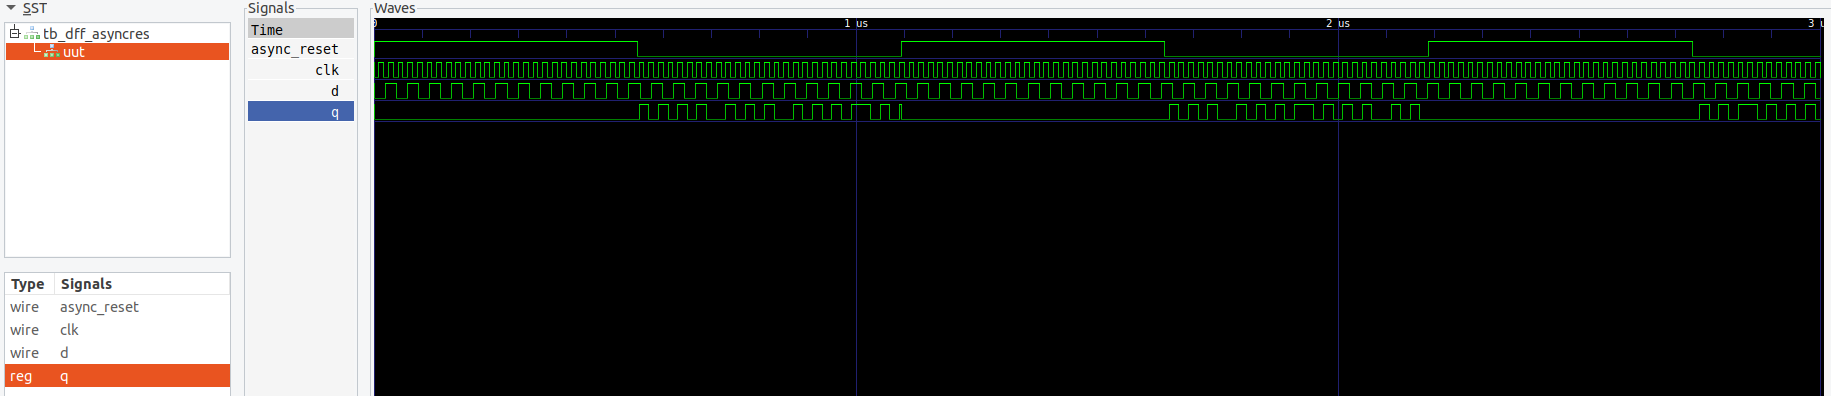 SST
tb_dff_asyncres
uut
Type Signals
wire async_reset
wire clk
wire d
reg q
Signals
Time
async_reset
clk
d
q
Waves
0 1 us 2 us 3 u